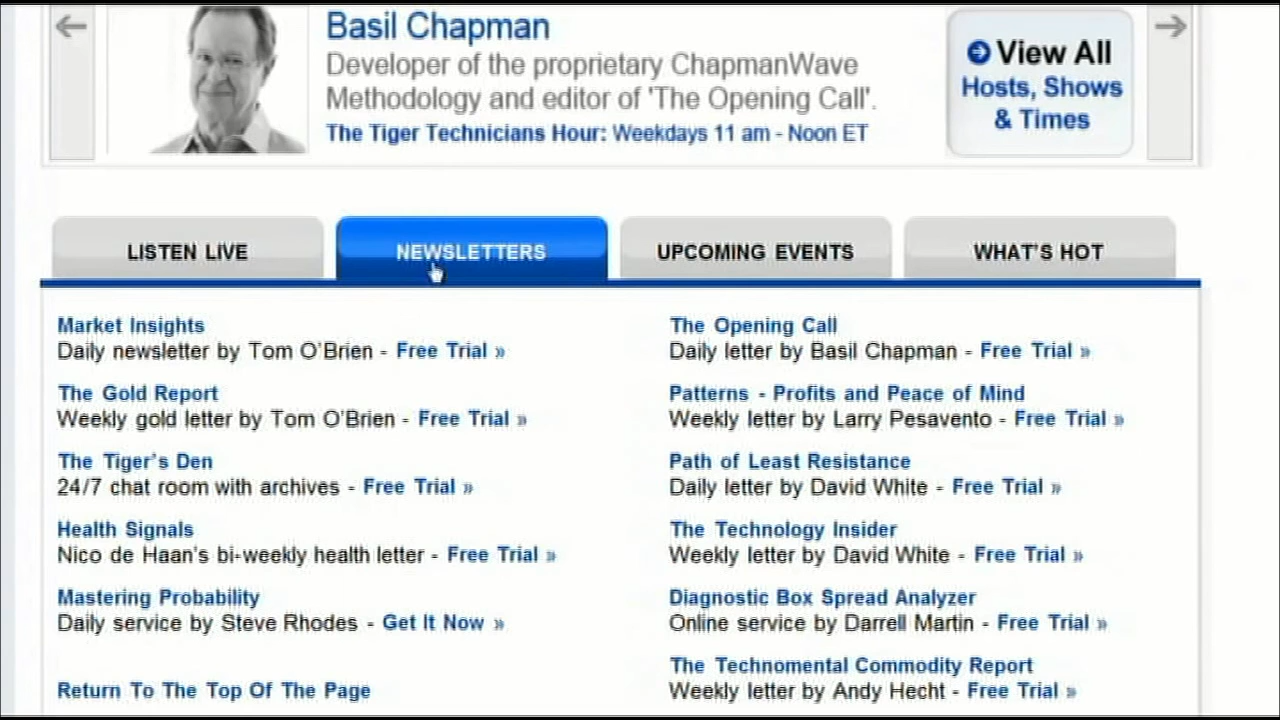 Basil Chapman
Developer of the proprietary ChapmanWave
Methodology and editor of 'The Opening Call'.
The Tiger Technicians Hour: Weekdays 11 am - Noon ET
View All
Hosts, Shows
& Times
LISTEN LIVE
NEWSLETTERS
UPCOMING EVENTS
WHAT'S HOT
Market Insights
Daily newsletter by Tom O'Brien - Free Trial »
The Gold Report
Weekly gold letter by Tom O'Brien - Free Trial »
The Tiger's Den
24/7 chat room with archives - Free Trial »
Health Signals
Nico de Haan's bi-weekly health letter - Free Trial »
Mastering Probability
Daily service by Steve Rhodes - Get It Now »
Return To The Top Of The Page
The Opening Call
Daily letter by Basil Chapman - Free Trial »
Patterns - Profits and Peace of Mind
Weekly letter by Larry Pesavento - Free Trial »
Path of Least Resistance
Daily letter by David White - Free Trial »
The Technology Insider
Weekly letter by David White - Free Trial »
Diagnostic Box Spread Analyzer
Online service by Darrell Martin - Free Trial »
The Technomental Commodity Report
Weekly letter by Andy Hecht - Free Trial »